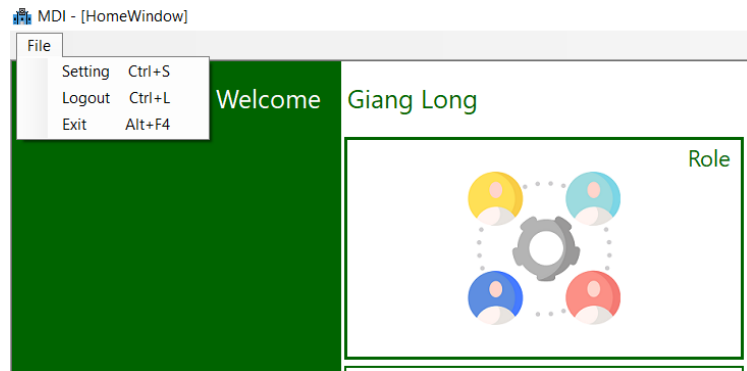 MDI - [HomeWindow]
File
Setting Ctrl+S
Logout Ctrl+L
Exit Alt+F4
Welcome Giang Long
Role